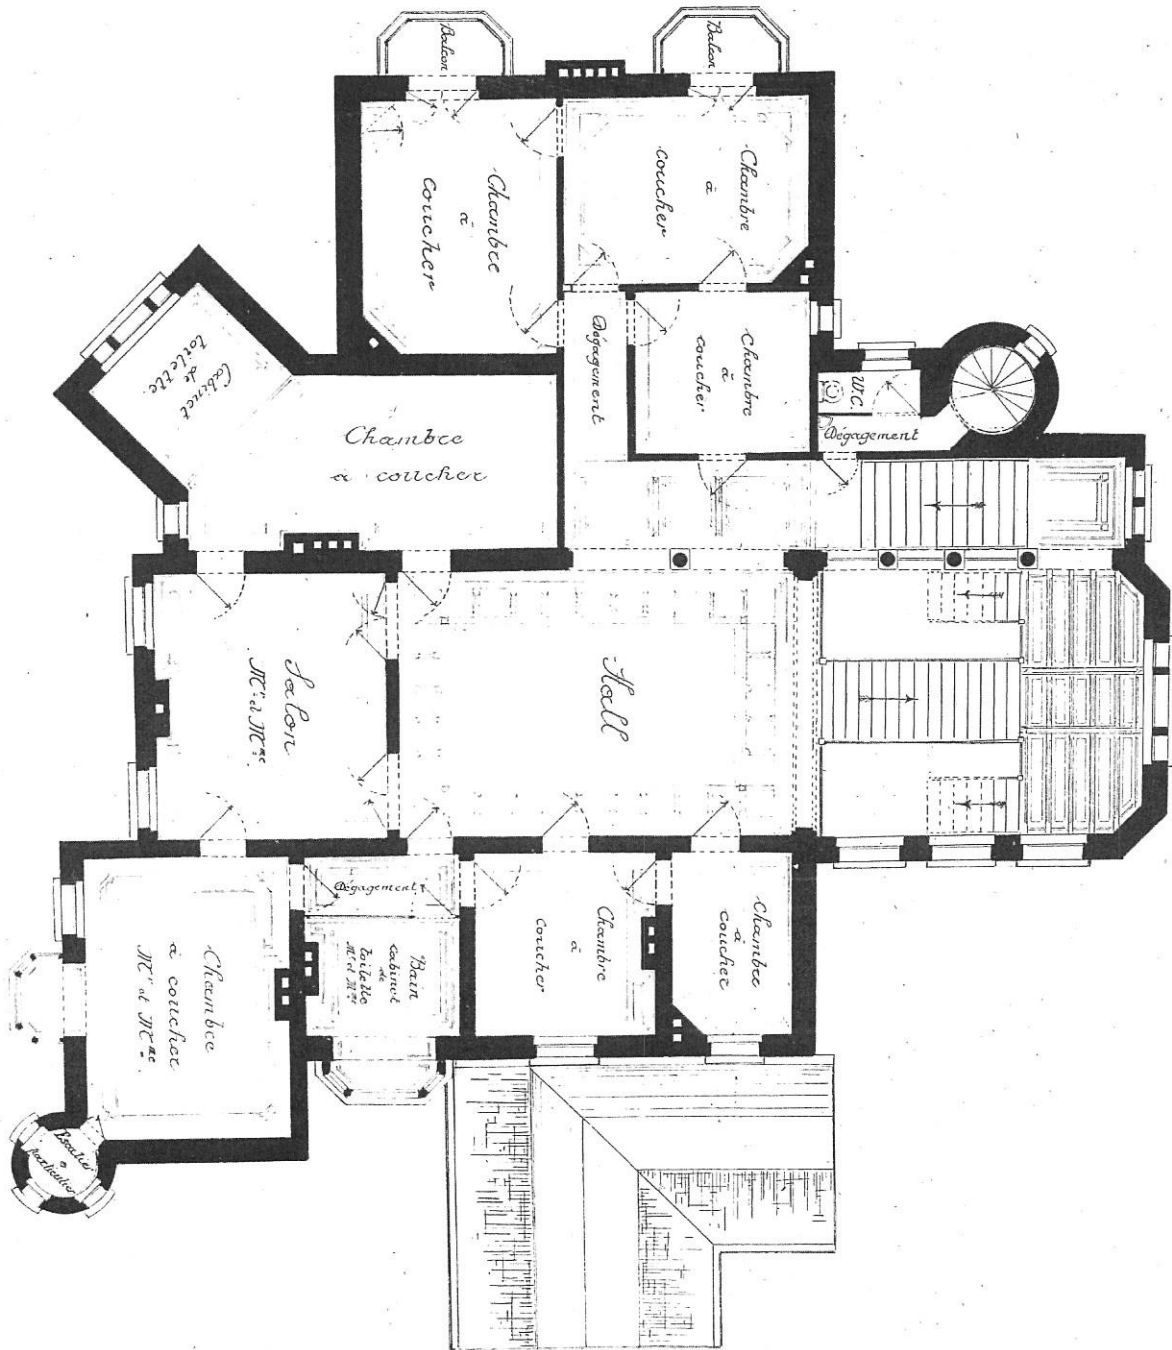 Balcon
Balcon
Chambre
à
coucher
Chambre
à
coucher
Cabinet
de
toilette
Dégagement
Chambre
à
coucher
W.C.
Dégagement
Chambre
à coucher
Salon
Mr et Mme
Hall
Chambre
à coucher
Mr et Mme
Dégagement
Bain
Cabinet
de
toilette
Mr et Mme
Chambre
à
coucher
Chambre
à
coucher
Escalier
particulier